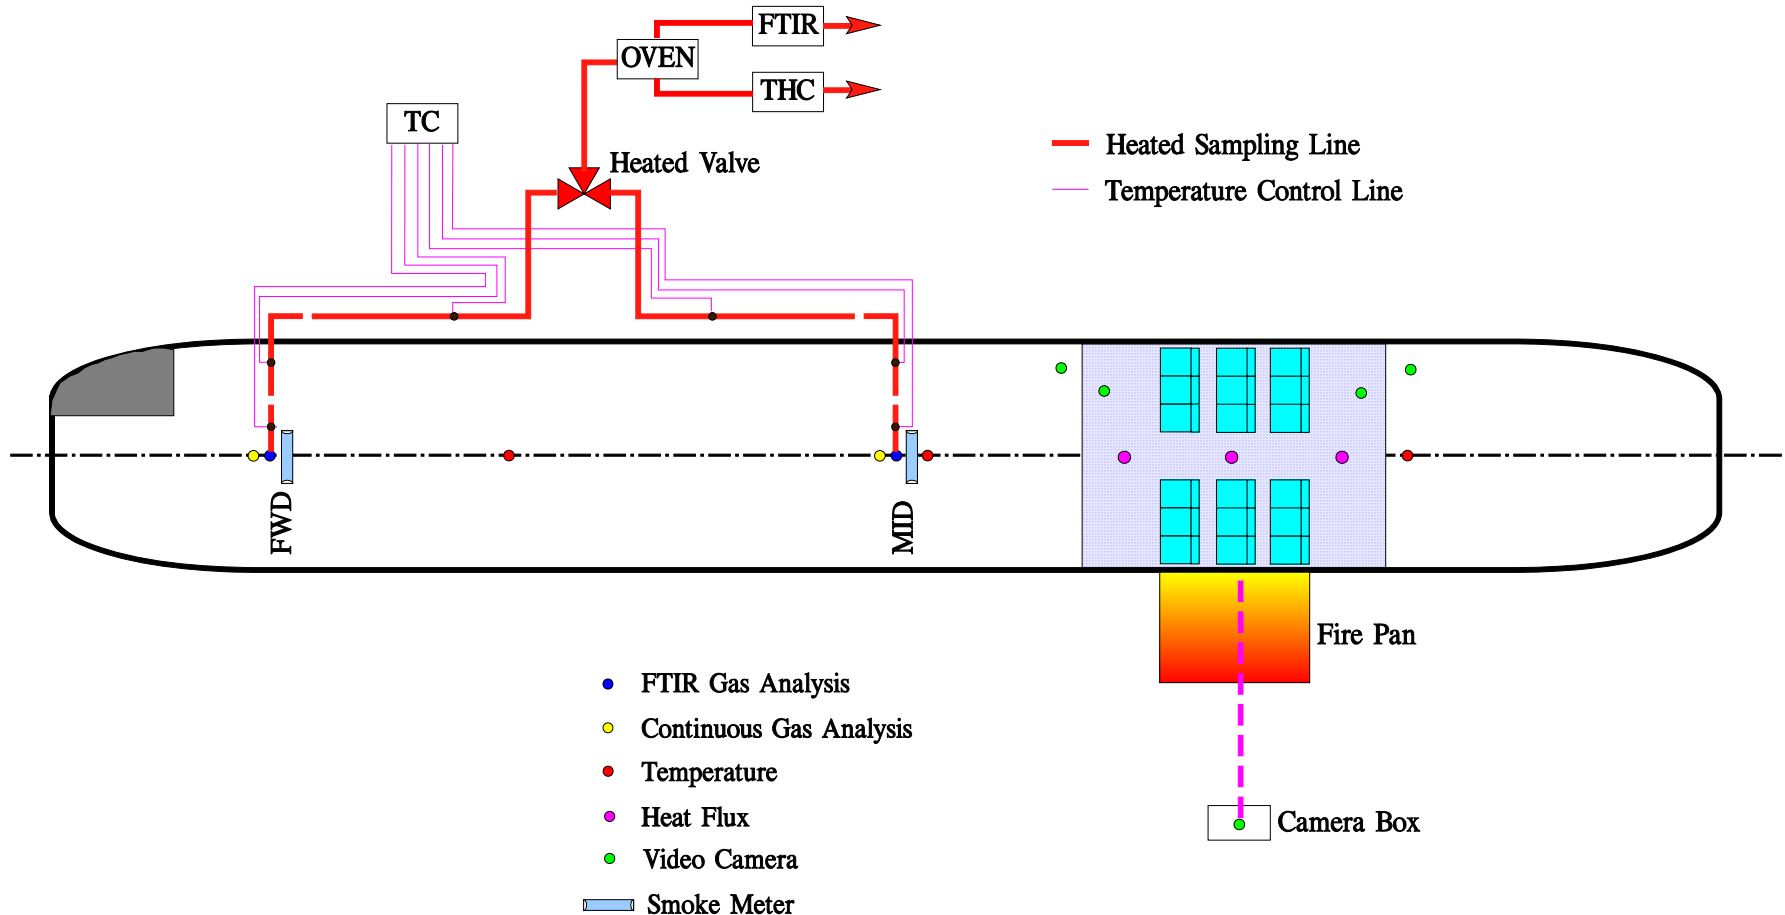 FTIR
OVEN
THC
TC
Heated Valve
Heated Sampling Line
Temperature Control Line
FWD
MID
Fire Pan
FTIR Gas Analysis
Continuous Gas Analysis
Temperature
Heat Flux
Camera Box
Video Camera
Smoke Meter